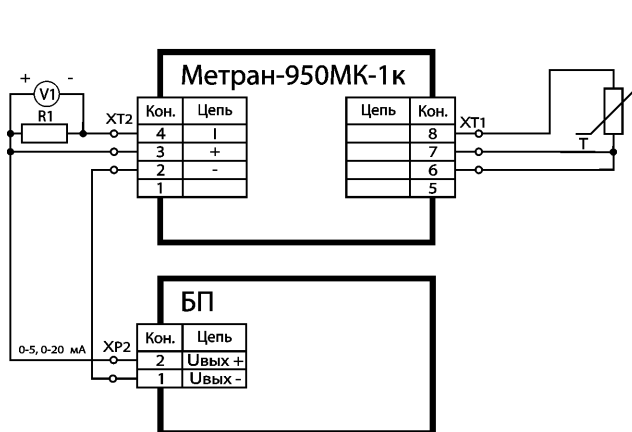 Метран-950МК-1к
+ -
V1
R1
XT2
Кон. Цепь
4 I
3 +
2 -
1
Цепь Кон.
8
7
6
5
XT1
T
БП
0-5, 0-20 мА
XP2
Кон. Цепь
2 Uвых +
1 Uвых -